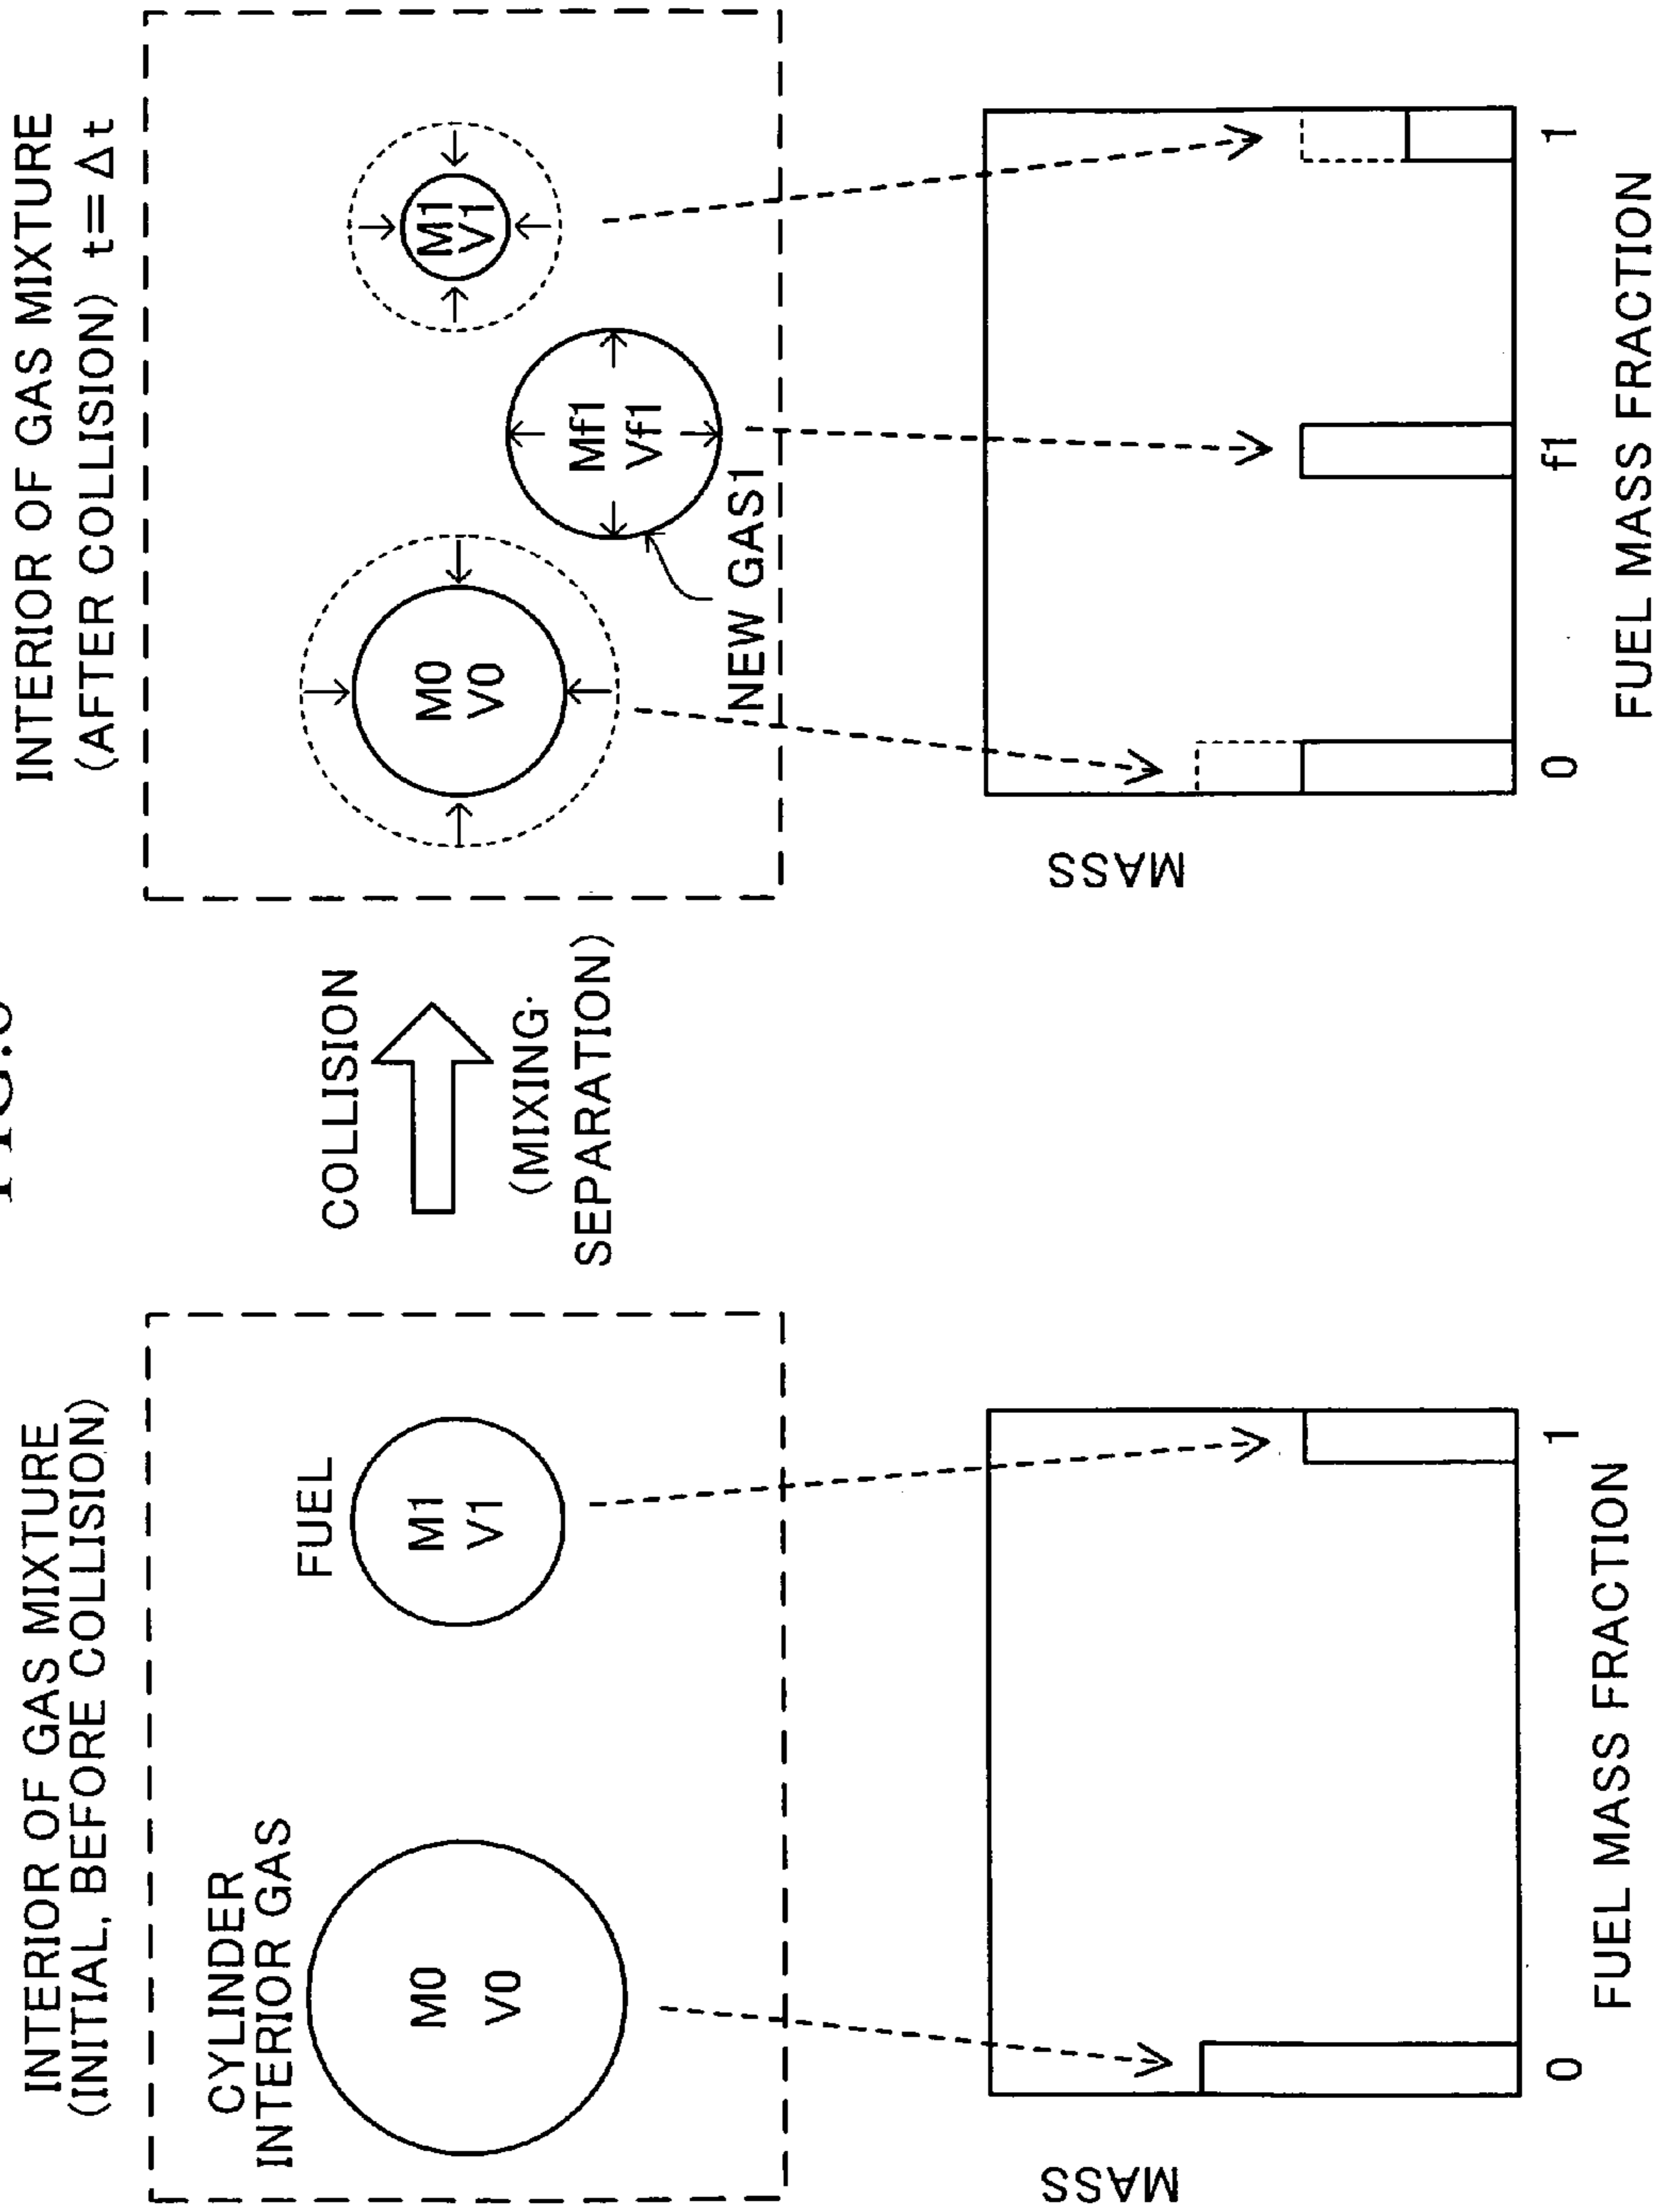 INTERIOR OF GAS MIXTURE
(INITIAL, BEFORE COLLISION)
CYLINDER
INTERIOR GAS
M0
V0
FUEL
M1
V1
MASS
0
1
FUEL MASS FRACTION
COLLISION
(MIXING·
SEPARATION)
INTERIOR OF GAS MIXTURE
(AFTER COLLISION) t=Δt
M0
V0
Mf1
Vf1
M1
V1
NEW GAS1
MASS
0
f1
1
FUEL MASS FRACTION